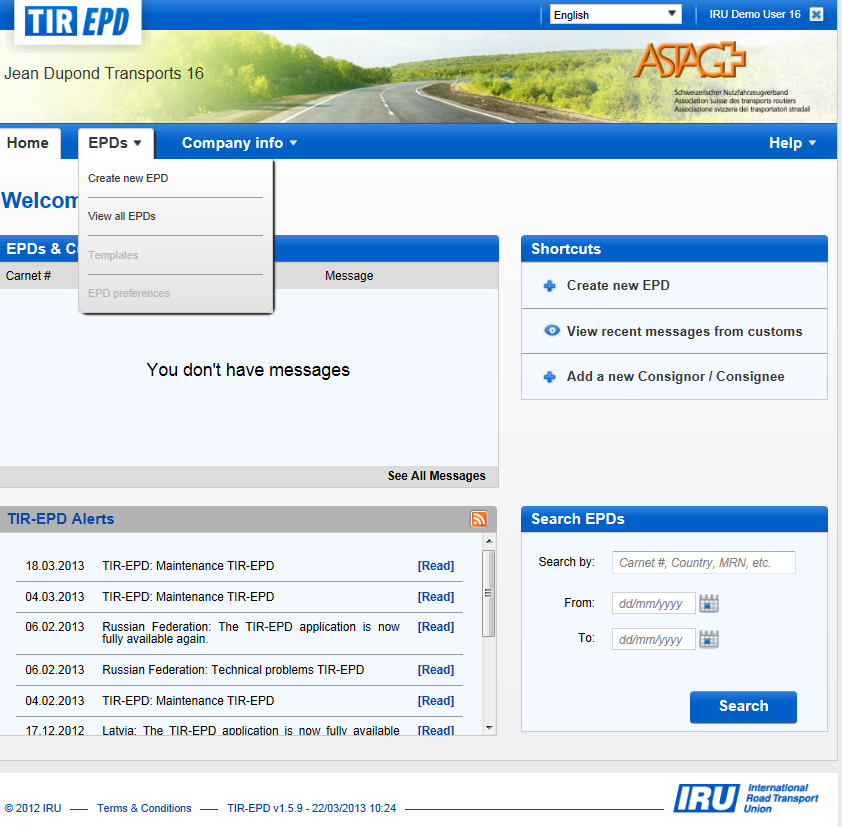 TIR EPD
English
IRU Demo User 16
Jean Dupond Transports 16
ASTAG
Schweizerischer Nutzfahrzeugverband
Association suisse des transports routiers
Associazione svizzera dei trasportatori stradali
Home
EPDs
Company info
Help
Create new EPD
View all EPDs
Templates
EPD preferences
Welcom
EPDs & C
Carnet #
Message
You don't have messages
See All Messages
Shortcuts
Create new EPD
View recent messages from customs
Add a new Consignor / Consignee
TIR-EPD Alerts
18.03.2013 TIR-EPD: Maintenance TIR-EPD [Read]
04.03.2013 TIR-EPD: Maintenance TIR-EPD [Read]
06.02.2013 Russian Federation: The TIR-EPD application is now [Read]
fully available again.
06.02.2013 Russian Federation: Technical problems TIR-EPD [Read]
04.02.2013 TIR-EPD: Maintenance TIR-EPD [Read]
17.12.2012 Latvia: The TIR-EPD application is now fully available [Read]
Search EPDs
Search by: Carnet #, Country, MRN, etc.
From: dd/mm/yyyy
To: dd/mm/yyyy
Search
© 2012 IRU
Terms & Conditions
TIR-EPD v1.5.9 - 22/03/2013 10:24
IRU
International
Road Transport
Union